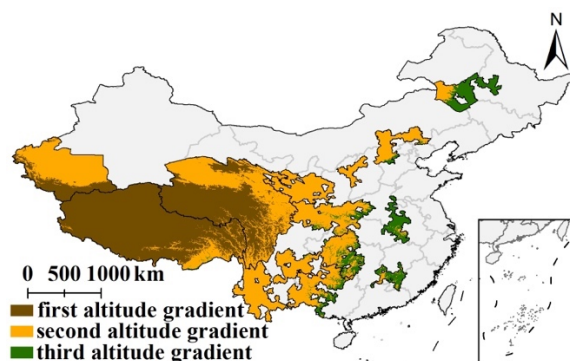 N
0 500 1000 km
first altitude gradient
second altitude gradient
third altitude gradient